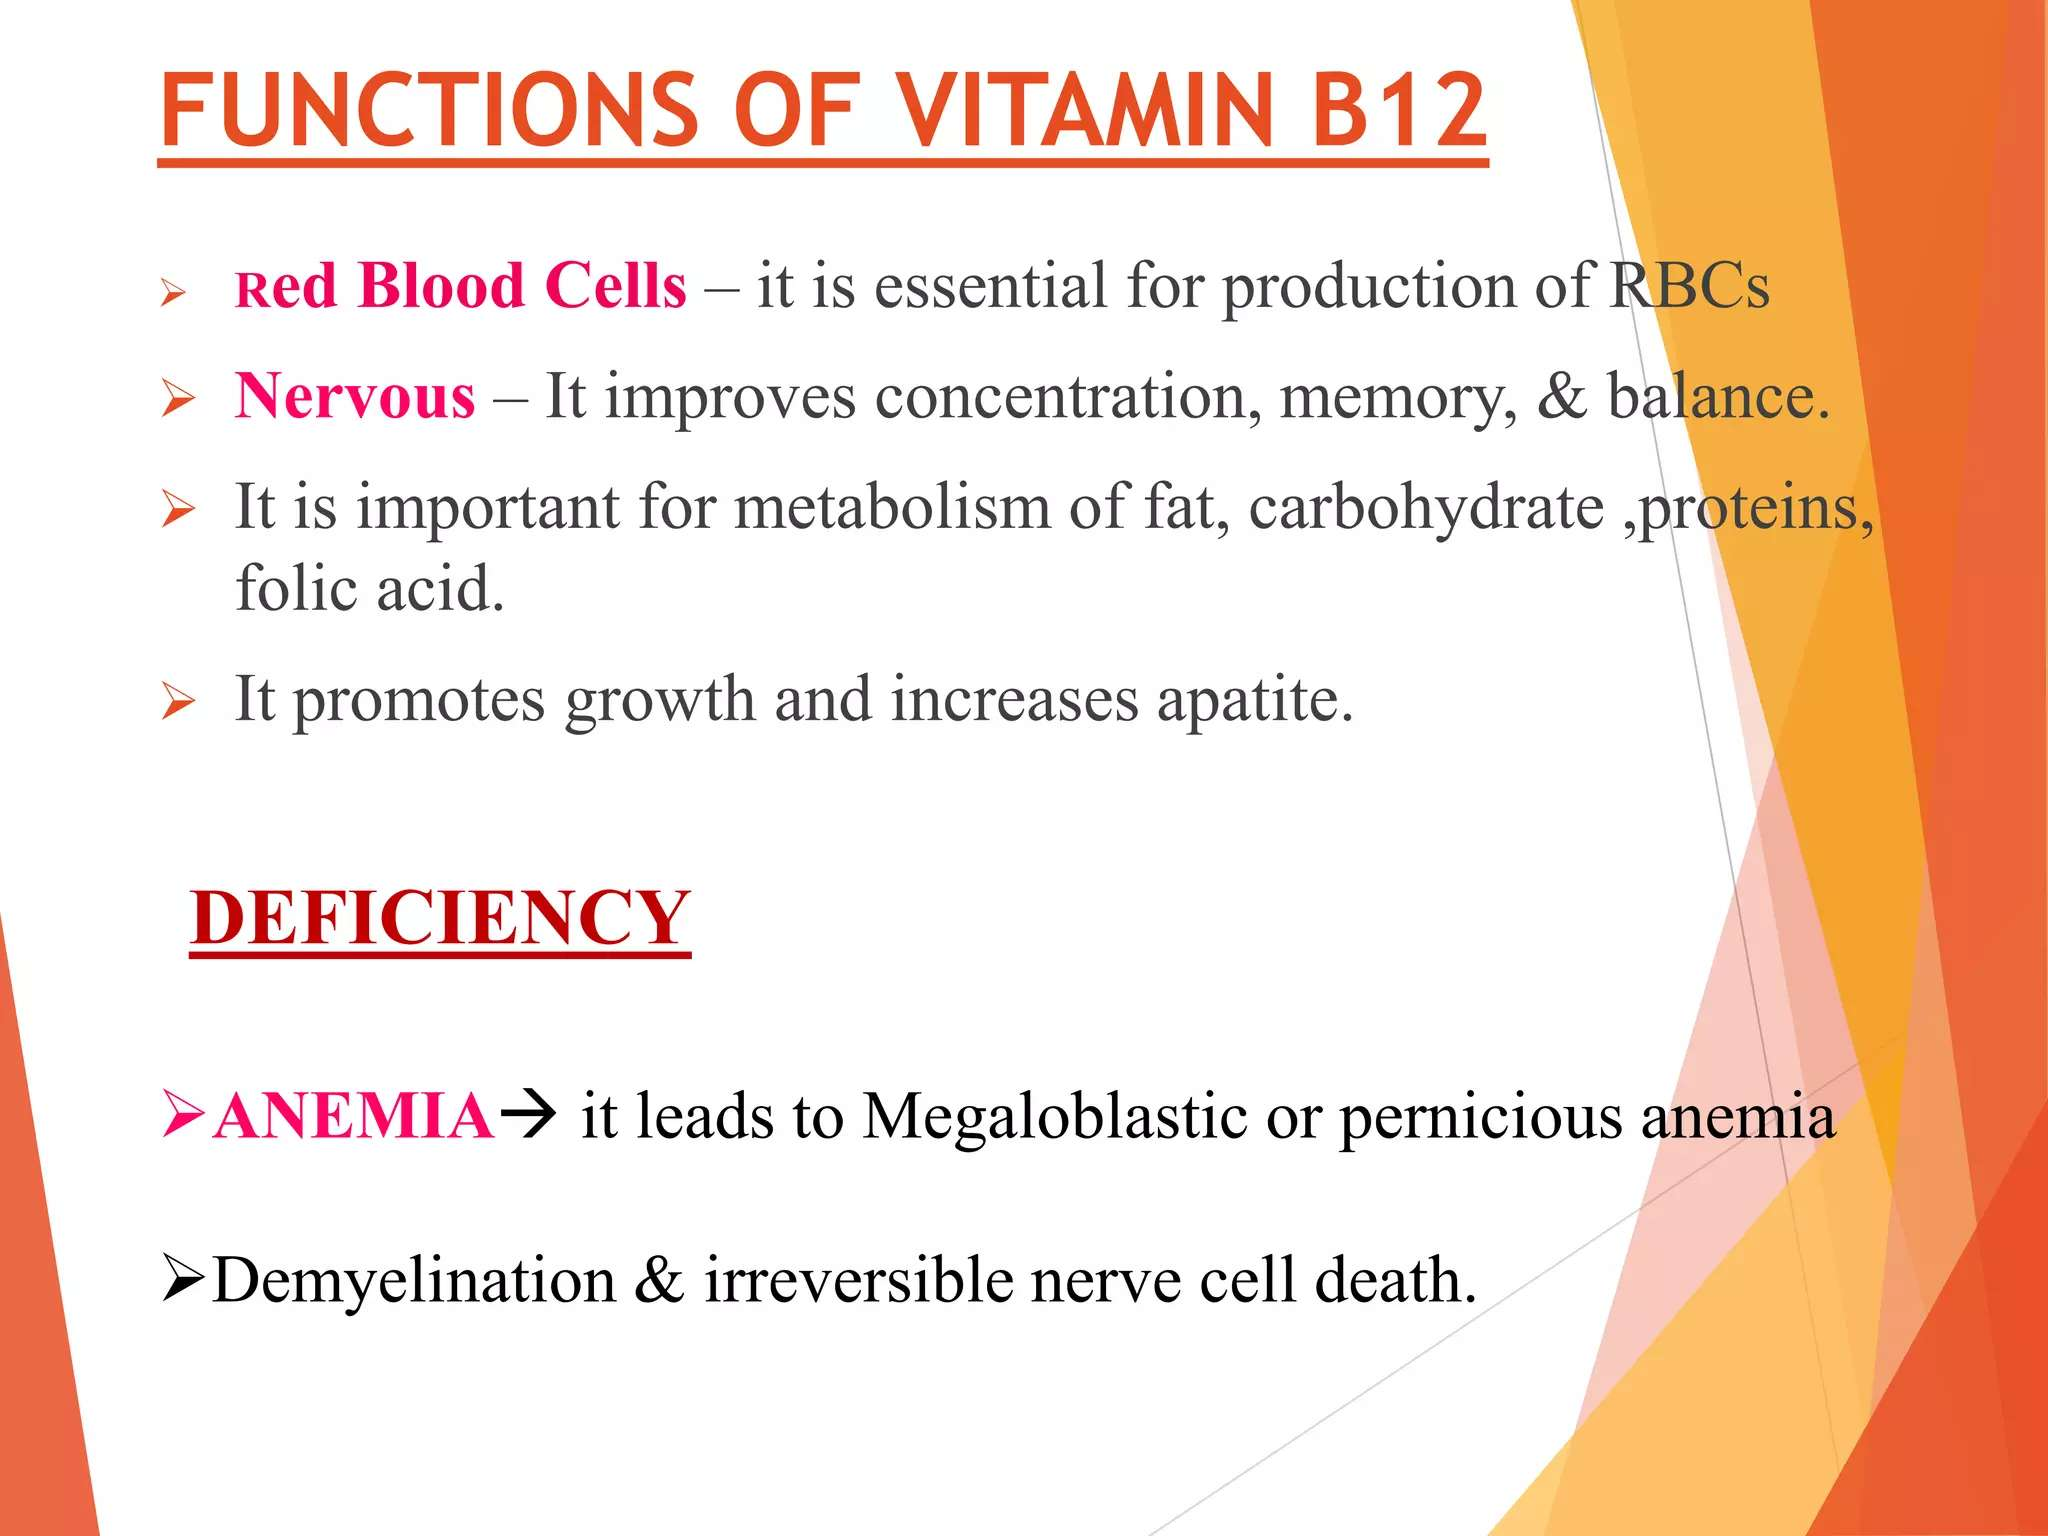 FUNCTIONS OF VITAMIN B12
➢ Red Blood Cells – it is essential for production of RBCs
➢ Nervous – It improves concentration, memory, & balance.
➢ It is important for metabolism of fat, carbohydrate ,proteins,
folic acid.
➢ It promotes growth and increases apatite.
DEFICIENCY
➢ANEMIA→ it leads to Megaloblastic or pernicious anemia
➢Demyelination & irreversible nerve cell death.